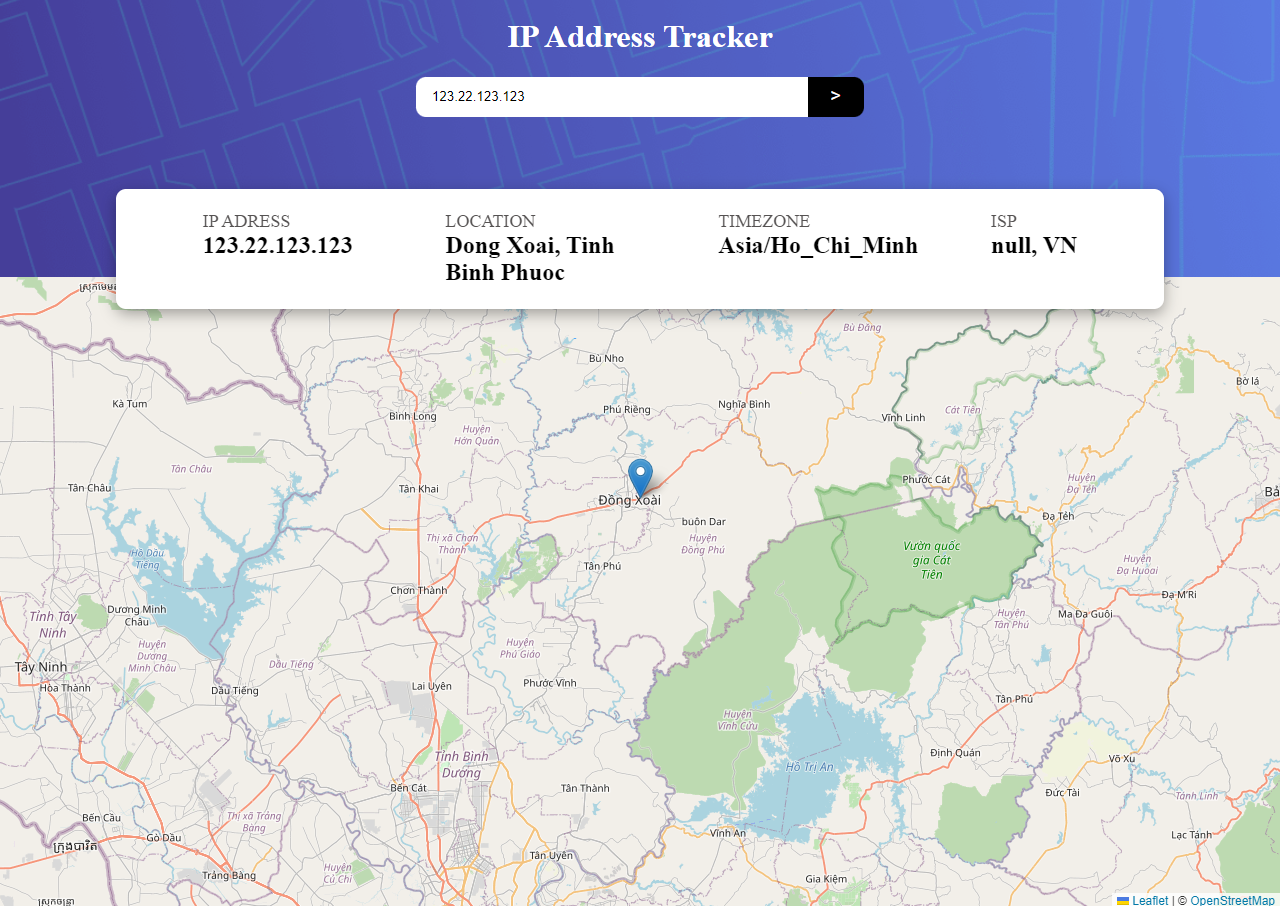 IP Address Tracker
123.22.123.123
>
IP ADRESS
123.22.123.123
LOCATION
Dong Xoai, Tinh
Binh Phuoc
TIMEZONE
Asia/Ho_Chi_Minh
ISP
null, VN
Bù Đăng
Bù Nho
Bờ lá
Kà Tum
Bình Long
Phú Riềng
Nghĩa Bình
Vĩnh Linh
Cát Tiên
Huyện
Hớn Quản
Tân Châu
Tân Châu
Tân Khai
Đồng Xoài
Phước Cát
Huyện
Đạ Tẻh
Đạ Tẻh
buôn Dar
Huyện
Đồng Phú
Thị xã Chơn
Thành
Hồ Dầu
Tiếng
Vườn quốc
gia Cát
Tiên
Huyện
Đạ Huoai
Tân Phú
Chơn Thành
Đạ M'Ri
Dương Minh
Châu
Tỉnh Tây
Ninh
Huyện
Dương
Minh Châu
Ma Đa Guôi
Huyện
Tân Phú
Huyện
Phú Giáo
Tây Ninh
Hòa Thành
Dầu Tiếng
Dầu Tiếng
Lai Uyên
Phước Vĩnh
Tân Phú
Huyện
Vĩnh Cửu
Định Quán
Võ Xu
Tỉnh Bình
Dương
Hồ Trị An
Bến Cát
Tân Thành
Đức Tài
Tánh Linh
Bến Cầu
Thị xã Trảng
Bàng
Gò Dầu
Vĩnh An
Lạc Tánh
Tân Uyên
Trảng Bàng
Huyện
Củ Chi
Gia Kiệm
Leaflet | © OpenStreetMap